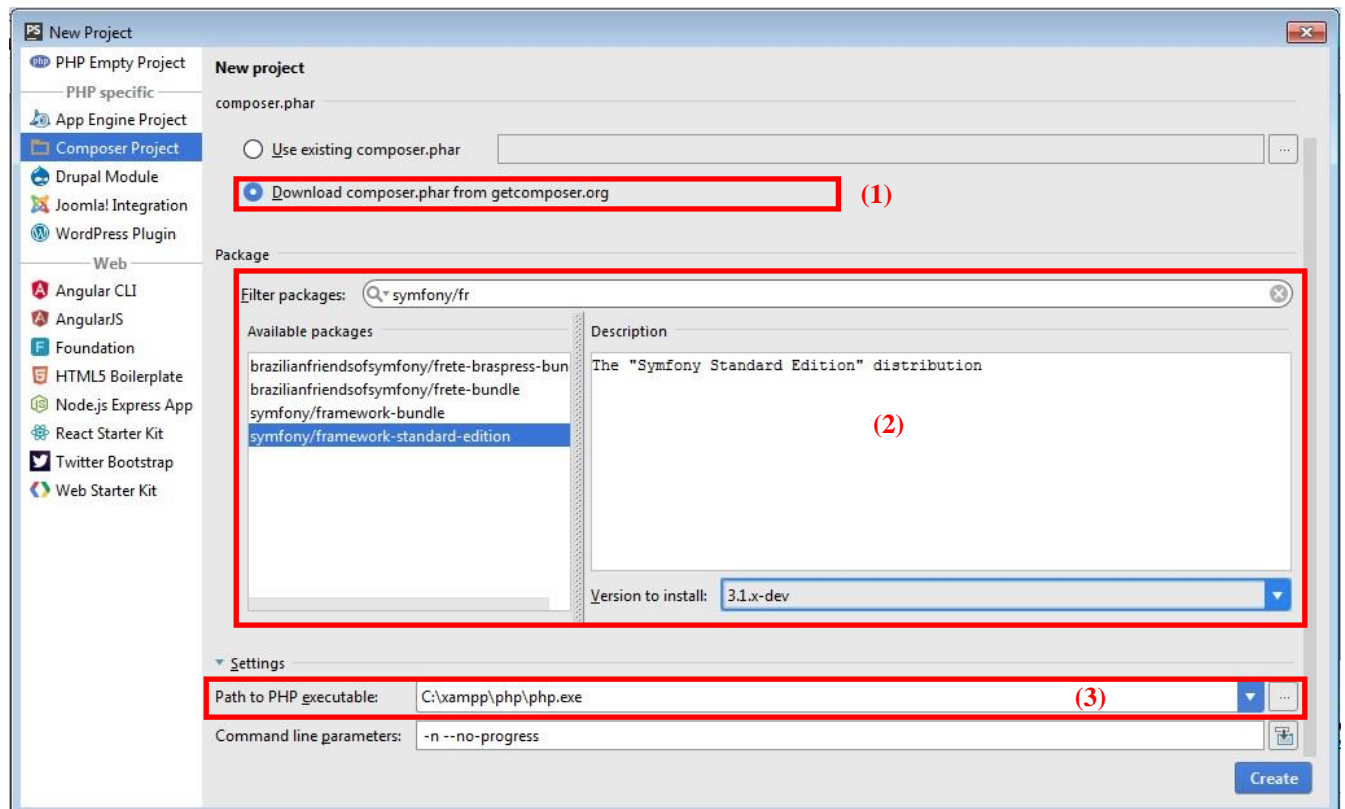 New Project
PHP Empty Project
PHP specific
App Engine Project
Composer Project
Drupal Module
Joomla! Integration
WordPress Plugin
Web
Angular CLI
AngularJS
Foundation
HTML5 Boilerplate
Node.js Express App
React Starter Kit
Twitter Bootstrap
Web Starter Kit
New project
composer.phar
Use existing composer.phar
...
Download composer.phar from getcomposer.org
(1)
Package
Filter packages: symfony/fr
Available packages
brazilianfriendsofsymfony/frete-braspress-bun
brazilianfriendsofsymfony/frete-bundle
symfony/framework-bundle
symfony/framework-standard-edition
Description
The "Symfony Standard Edition" distribution
(2)
Version to install: 3.1.x-dev
Settings
Path to PHP executable: C:\xampp\php\php.exe (3) ...
Command line parameters: -n --no-progress
Create